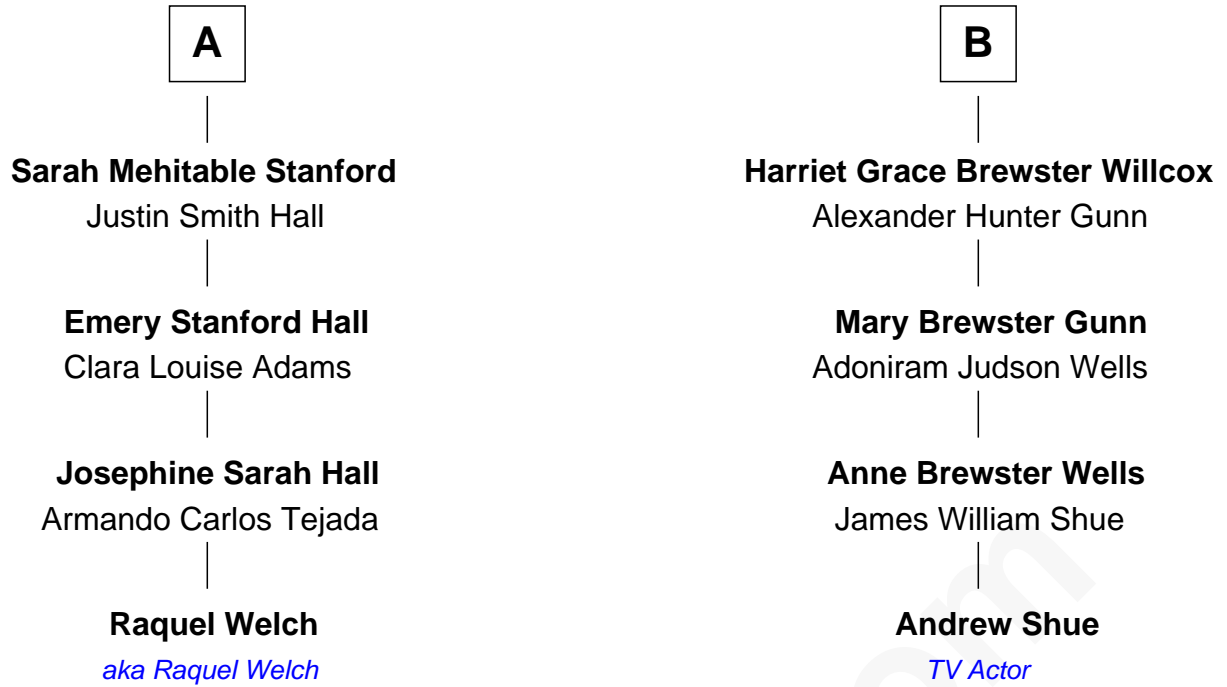 A
Sarah Mehitable Stanford
Justin Smith Hall
Emery Stanford Hall
Clara Louise Adams
Josephine Sarah Hall
Armando Carlos Tejada
Raquel Welch
aka Raquel Welch
B
Harriet Grace Brewster Willcox
Alexander Hunter Gunn
Mary Brewster Gunn
Adoniram Judson Wells
Anne Brewster Wells
James William Shue
Andrew Shue
TV Actor
om